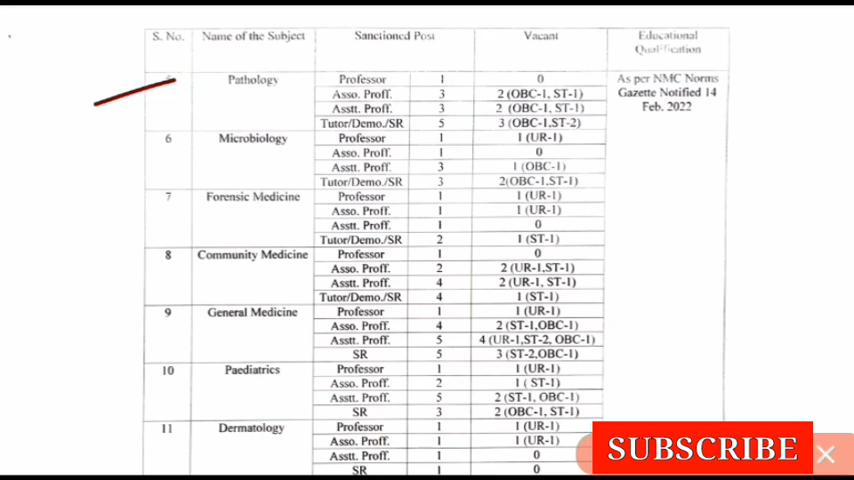 S. No. Name of the Subject Sanctioned Post Vacant Educational Qualification
Pathology Professor 1 0 As per NMC Norms
Asso. Proff. 3 2 (OBC-1, ST-1) Gazette Notified 14
Asstt. Proff. 3 2 (OBC-1, ST-1) Feb. 2022
Tutor/Demo./SR 5 3 (OBC-1,ST-2)
6 Microbiology Professor 1 1 (UR-1)
Asso. Proff. 1 0
Asstt. Proff. 3 1 (OBC-1)
Tutor/Demo./SR 3 2(OBC-1,ST-1)
7 Forensic Medicine Professor 1 1 (UR-1)
Asso. Proff. 1 1 (UR-1)
Asstt. Proff. 1 0
Tutor/Demo./SR 2 1 (ST-1)
8 Community Medicine Professor 1 0
Asso. Proff. 2 2 (UR-1,ST-1)
Asstt. Proff. 4 2 (UR-1, ST-1)
Tutor/Demo./SR 4 1 (ST-1)
9 General Medicine Professor 1 1 (UR-1)
Asso. Proff. 4 2 (ST-1,OBC-1)
Asstt. Proff. 5 4 (UR-1,ST-2, OBC-1)
SR 5 3 (ST-2,OBC-1)
10 Paediatrics Professor 1 1 (UR-1)
Asso. Proff. 2 1 ( ST-1)
Asstt. Proff. 5 2 (ST-1, OBC-1)
SR 3 2 (OBC-1, ST-1)
11 Dermatology Professor 1 1 (UR-1)
Asso. Proff. 1 1 (UR-1)
Asstt. Proff. 1 0
SR 1 0
SUBSCRIBE